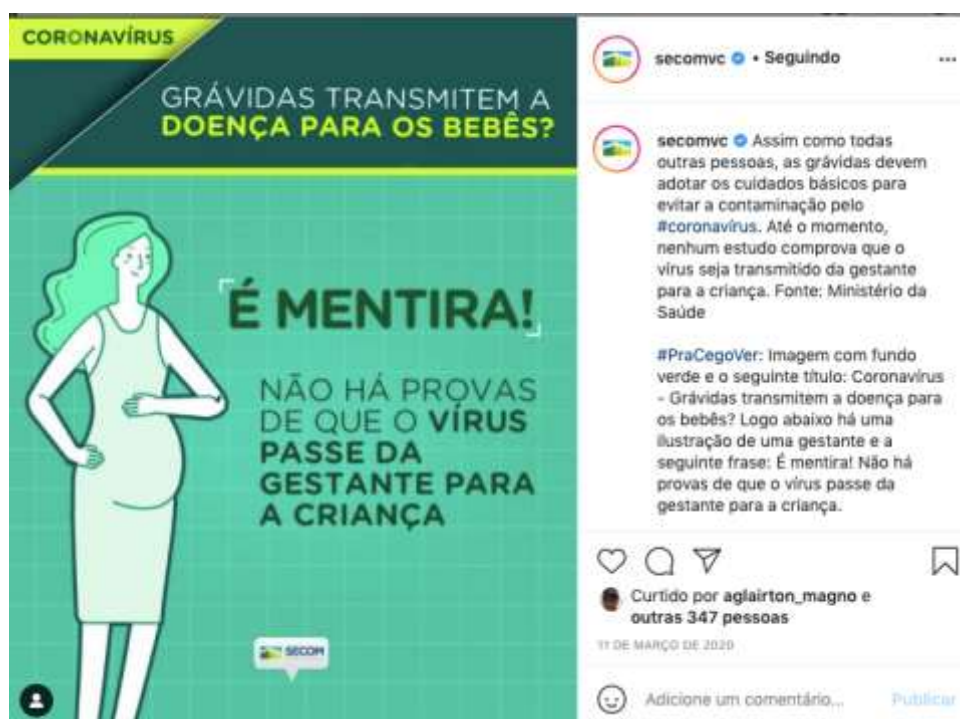 CORONAVÍRUS
GRÁVIDAS TRANSMITEM A
DOENÇA PARA OS BEBÊS?
É MENTIRA!
NÃO HÁ PROVAS
DE QUE O VÍRUS
PASSE DA
GESTANTE PARA
A CRIANÇA
SECOM
secomvc • Seguindo
secomvc Assim como todas
outras pessoas, as grávidas devem
adotar os cuidados básicos para
evitar a contaminação pelo
#coronavírus. Até o momento,
nenhum estudo comprova que o
vírus seja transmitido da gestante
para a criança. Fonte: Ministério da
Saúde
#PraCegoVer: Imagem com fundo
verde e o seguinte título: Coronavírus
- Grávidas transmitem a doença para
os bebês? Logo abaixo há uma
ilustração de uma gestante e a
seguinte frase: É mentira! Não há
provas de que o vírus passe da
gestante para a criança.
Curtido por aglairton_magno e
outras 347 pessoas
11 DE MARÇO DE 2020
Adicione um comentário... Publicar